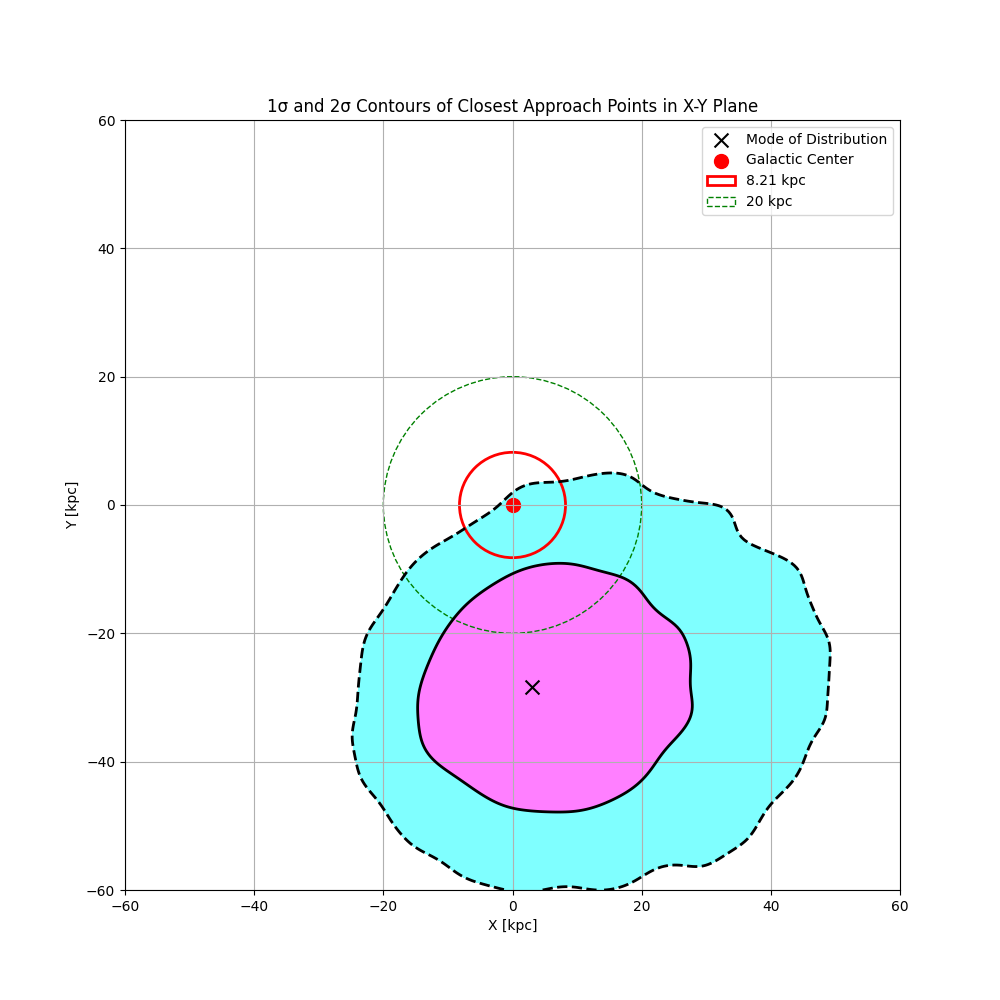 1σ and 2σ Contours of Closest Approach Points in X-Y Plane
Mode of Distribution
Galactic Center
8.21 kpc
20 kpc
60
40
20
0
−20
−40
−60
Y [kpc]
−60 −40 −20 0 20 40 60
X [kpc]